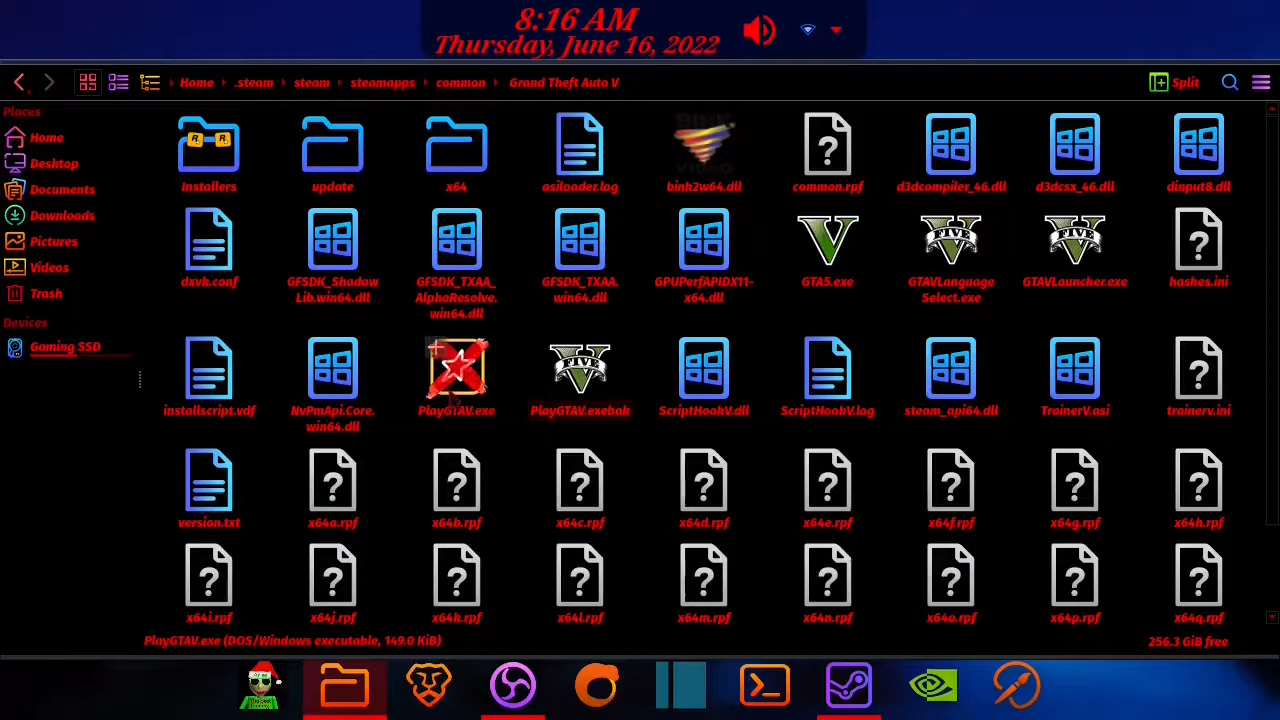 8:16 AM
Thursday, June 16, 2022
Home .steam steam steamapps common Grand Theft Auto V
Split
Places
Home
Desktop
Documents
Downloads
Pictures
Videos
Trash
Devices
Gaming SSD
Installers
update
x64
asiloader.log
bink2w64.dll
common.rpf
d3dcompiler_46.dll
d3dcsx_46.dll
dinput8.dll
dxvk.conf
GFSDK_Shadow
Lib.win64.dll
GFSDK_TXAA_
AlphaResolve.
win64.dll
GFSDK_TXAA.
win64.dll
GPUPerfAPIDX11-
x64.dll
GTA5.exe
GTAVLanguage
Select.exe
GTAVLauncher.exe
hashes.ini
installscript.vdf
NvPmApi.Core.
win64.dll
PlayGTAV.exe
PlayGTAV.exebak
ScriptHookV.dll
ScriptHookV.log
steam_api64.dll
TrainerV.asi
trainerv.ini
version.txt
x64a.rpf
x64b.rpf
x64c.rpf
x64d.rpf
x64e.rpf
x64f.rpf
x64g.rpf
x64h.rpf
x64i.rpf
x64j.rpf
x64k.rpf
x64l.rpf
x64m.rpf
x64n.rpf
x64o.rpf
x64p.rpf
x64q.rpf
PlayGTAV.exe (DOS/Windows executable, 149.0 KiB)
256.3 GiB free